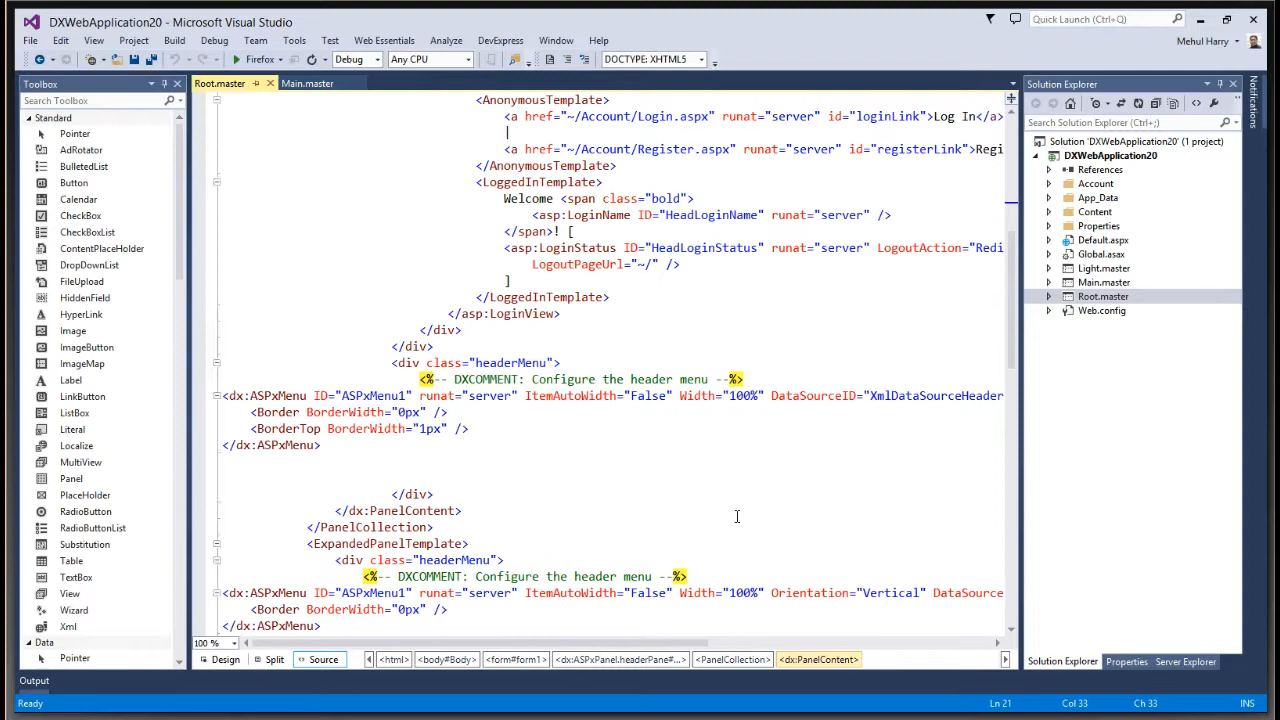 DXWebApplication20 - Microsoft Visual Studio
Quick Launch (Ctrl+Q)
File Edit View Project Build Debug Team Tools Test Web Essentials Analyze DevExpress Window Help
Mehul Harry
Firefox Debug Any CPU DOCTYPE: XHTML5
Toolbox
Search Toolbox
Standard
Pointer
AdRotator
BulletedList
Button
Calendar
CheckBox
CheckBoxList
ContentPlaceHolder
DropDownList
FileUpload
HiddenField
HyperLink
Image
ImageButton
ImageMap
Label
LinkButton
ListBox
Literal
Localize
MultiView
Panel
PlaceHolder
RadioButton
RadioButtonList
Substitution
Table
TextBox
View
Wizard
Xml
Data
Pointer
Root.master Main.master
<AnonymousTemplate>
<a href="~/Account/Login.aspx" runat="server" id="loginLink">Log In</a>
|
<a href="~/Account/Register.aspx" runat="server" id="registerLink">Regi
</AnonymousTemplate>
<LoggedInTemplate>
Welcome <span class="bold">
<asp:LoginName ID="HeadLoginName" runat="server" />
</span>! [
<asp:LoginStatus ID="HeadLoginStatus" runat="server" LogoutAction="Redi
LogoutPageUrl="~/" />
]
</LoggedInTemplate>
</asp:LoginView>
</div>
</div>
<div class="headerMenu">
<%-- DXCOMMENT: Configure the header menu --%>
<dx:ASPxMenu ID="ASPxMenu1" runat="server" ItemAutoWidth="False" Width="100%" DataSourceID="XmlDataSourceHeader
<Border BorderWidth="0px" />
<BorderTop BorderWidth="1px" />
</dx:ASPxMenu>
</div>
</dx:PanelContent>
</PanelCollection>
<ExpandedPanelTemplate>
<div class="headerMenu">
<%-- DXCOMMENT: Configure the header menu --%>
<dx:ASPxMenu ID="ASPxMenu1" runat="server" ItemAutoWidth="False" Width="100%" Orientation="Vertical" DataSource
<Border BorderWidth="0px" />
</dx:ASPxMenu>
100 %
Design Split Source <html> <body#Body> <form#form1> <dx:ASPxPanel.headerPane#... <PanelCollection> <dx:PanelContent>
Solution Explorer
Search Solution Explorer (Ctrl+;)
Solution 'DXWebApplication20' (1 project)
DXWebApplication20
References
Account
App_Data
Content
Properties
Default.aspx
Global.asax
Light.master
Main.master
Root.master
Web.config
Solution Explorer Properties Server Explorer
Notifications
Output
Ready Ln 21 Col 33 Ch 33 INS